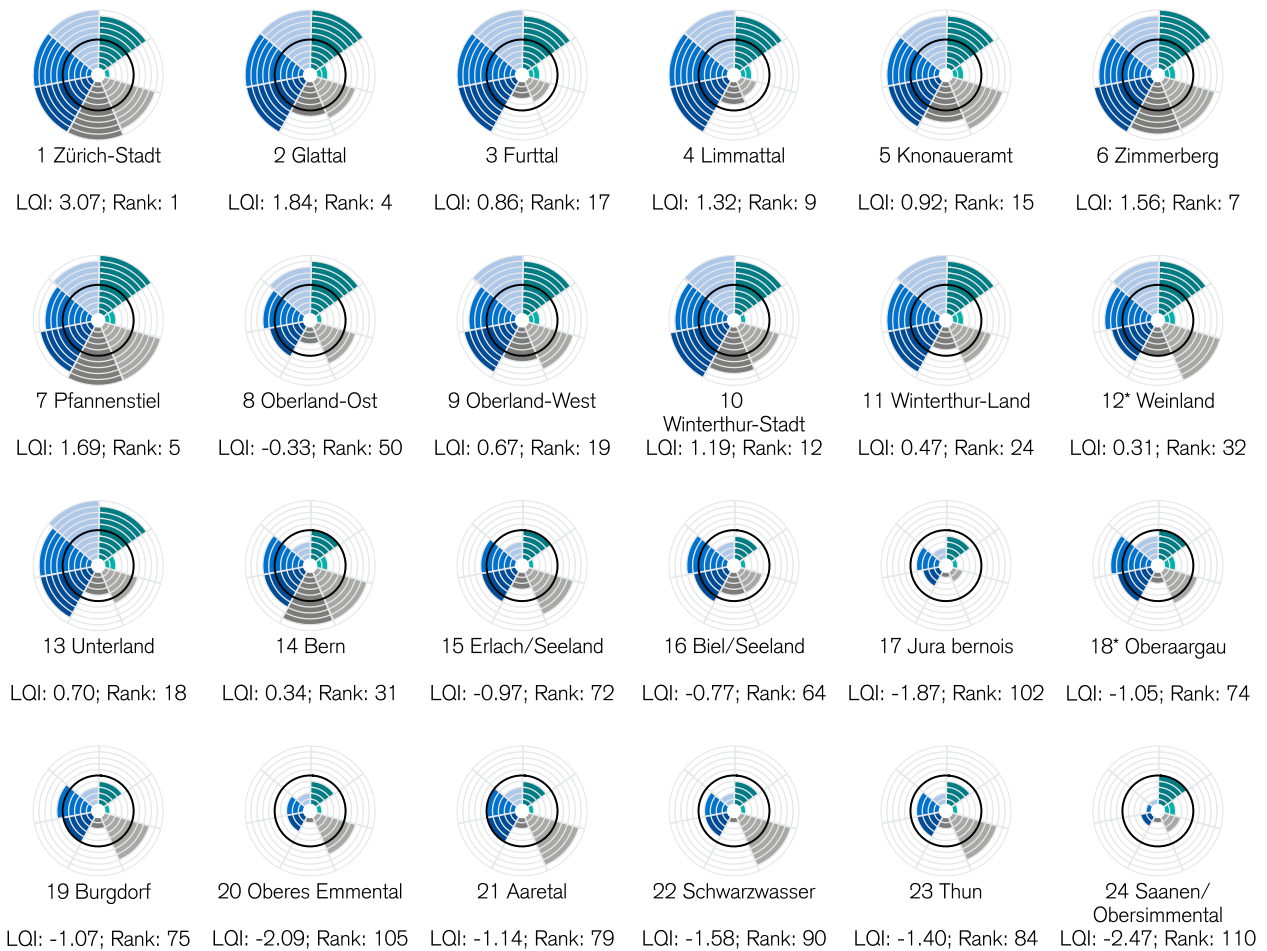 1 Zürich-Stadt
2 Glattal
3 Furttal
4 Limmattal
5 Knonaueramt
6 Zimmerberg
LQI: 3.07; Rank: 1
LQI: 1.84; Rank: 4
LQI: 0.86; Rank: 17
LQI: 1.32; Rank: 9
LQI: 0.92; Rank: 15
LQI: 1.56; Rank: 7
7 Pfannenstiel
8 Oberland-Ost
9 Oberland-West
10
Winterthur-Stadt
11 Winterthur-Land
12* Weinland
LQI: 1.69; Rank: 5
LQI: -0.33; Rank: 50
LQI: 0.67; Rank: 19
LQI: 1.19; Rank: 12
LQI: 0.47; Rank: 24
LQI: 0.31; Rank: 32
13 Unterland
14 Bern
15 Erlach/Seeland
16 Biel/Seeland
17 Jura bernois
18* Oberaargau
LQI: 0.70; Rank: 18
LQI: 0.34; Rank: 31
LQI: -0.97; Rank: 72
LQI: -0.77; Rank: 64
LQI: -1.87; Rank: 102
LQI: -1.05; Rank: 74
19 Burgdorf
20 Oberes Emmental
21 Aaretal
22 Schwarzwasser
23 Thun
24 Saanen/
Obersimmental
LQI: -1.07; Rank: 75
LQI: -2.09; Rank: 105
LQI: -1.14; Rank: 79
LQI: -1.58; Rank: 90
LQI: -1.40; Rank: 84
LQI: -2.47; Rank: 110